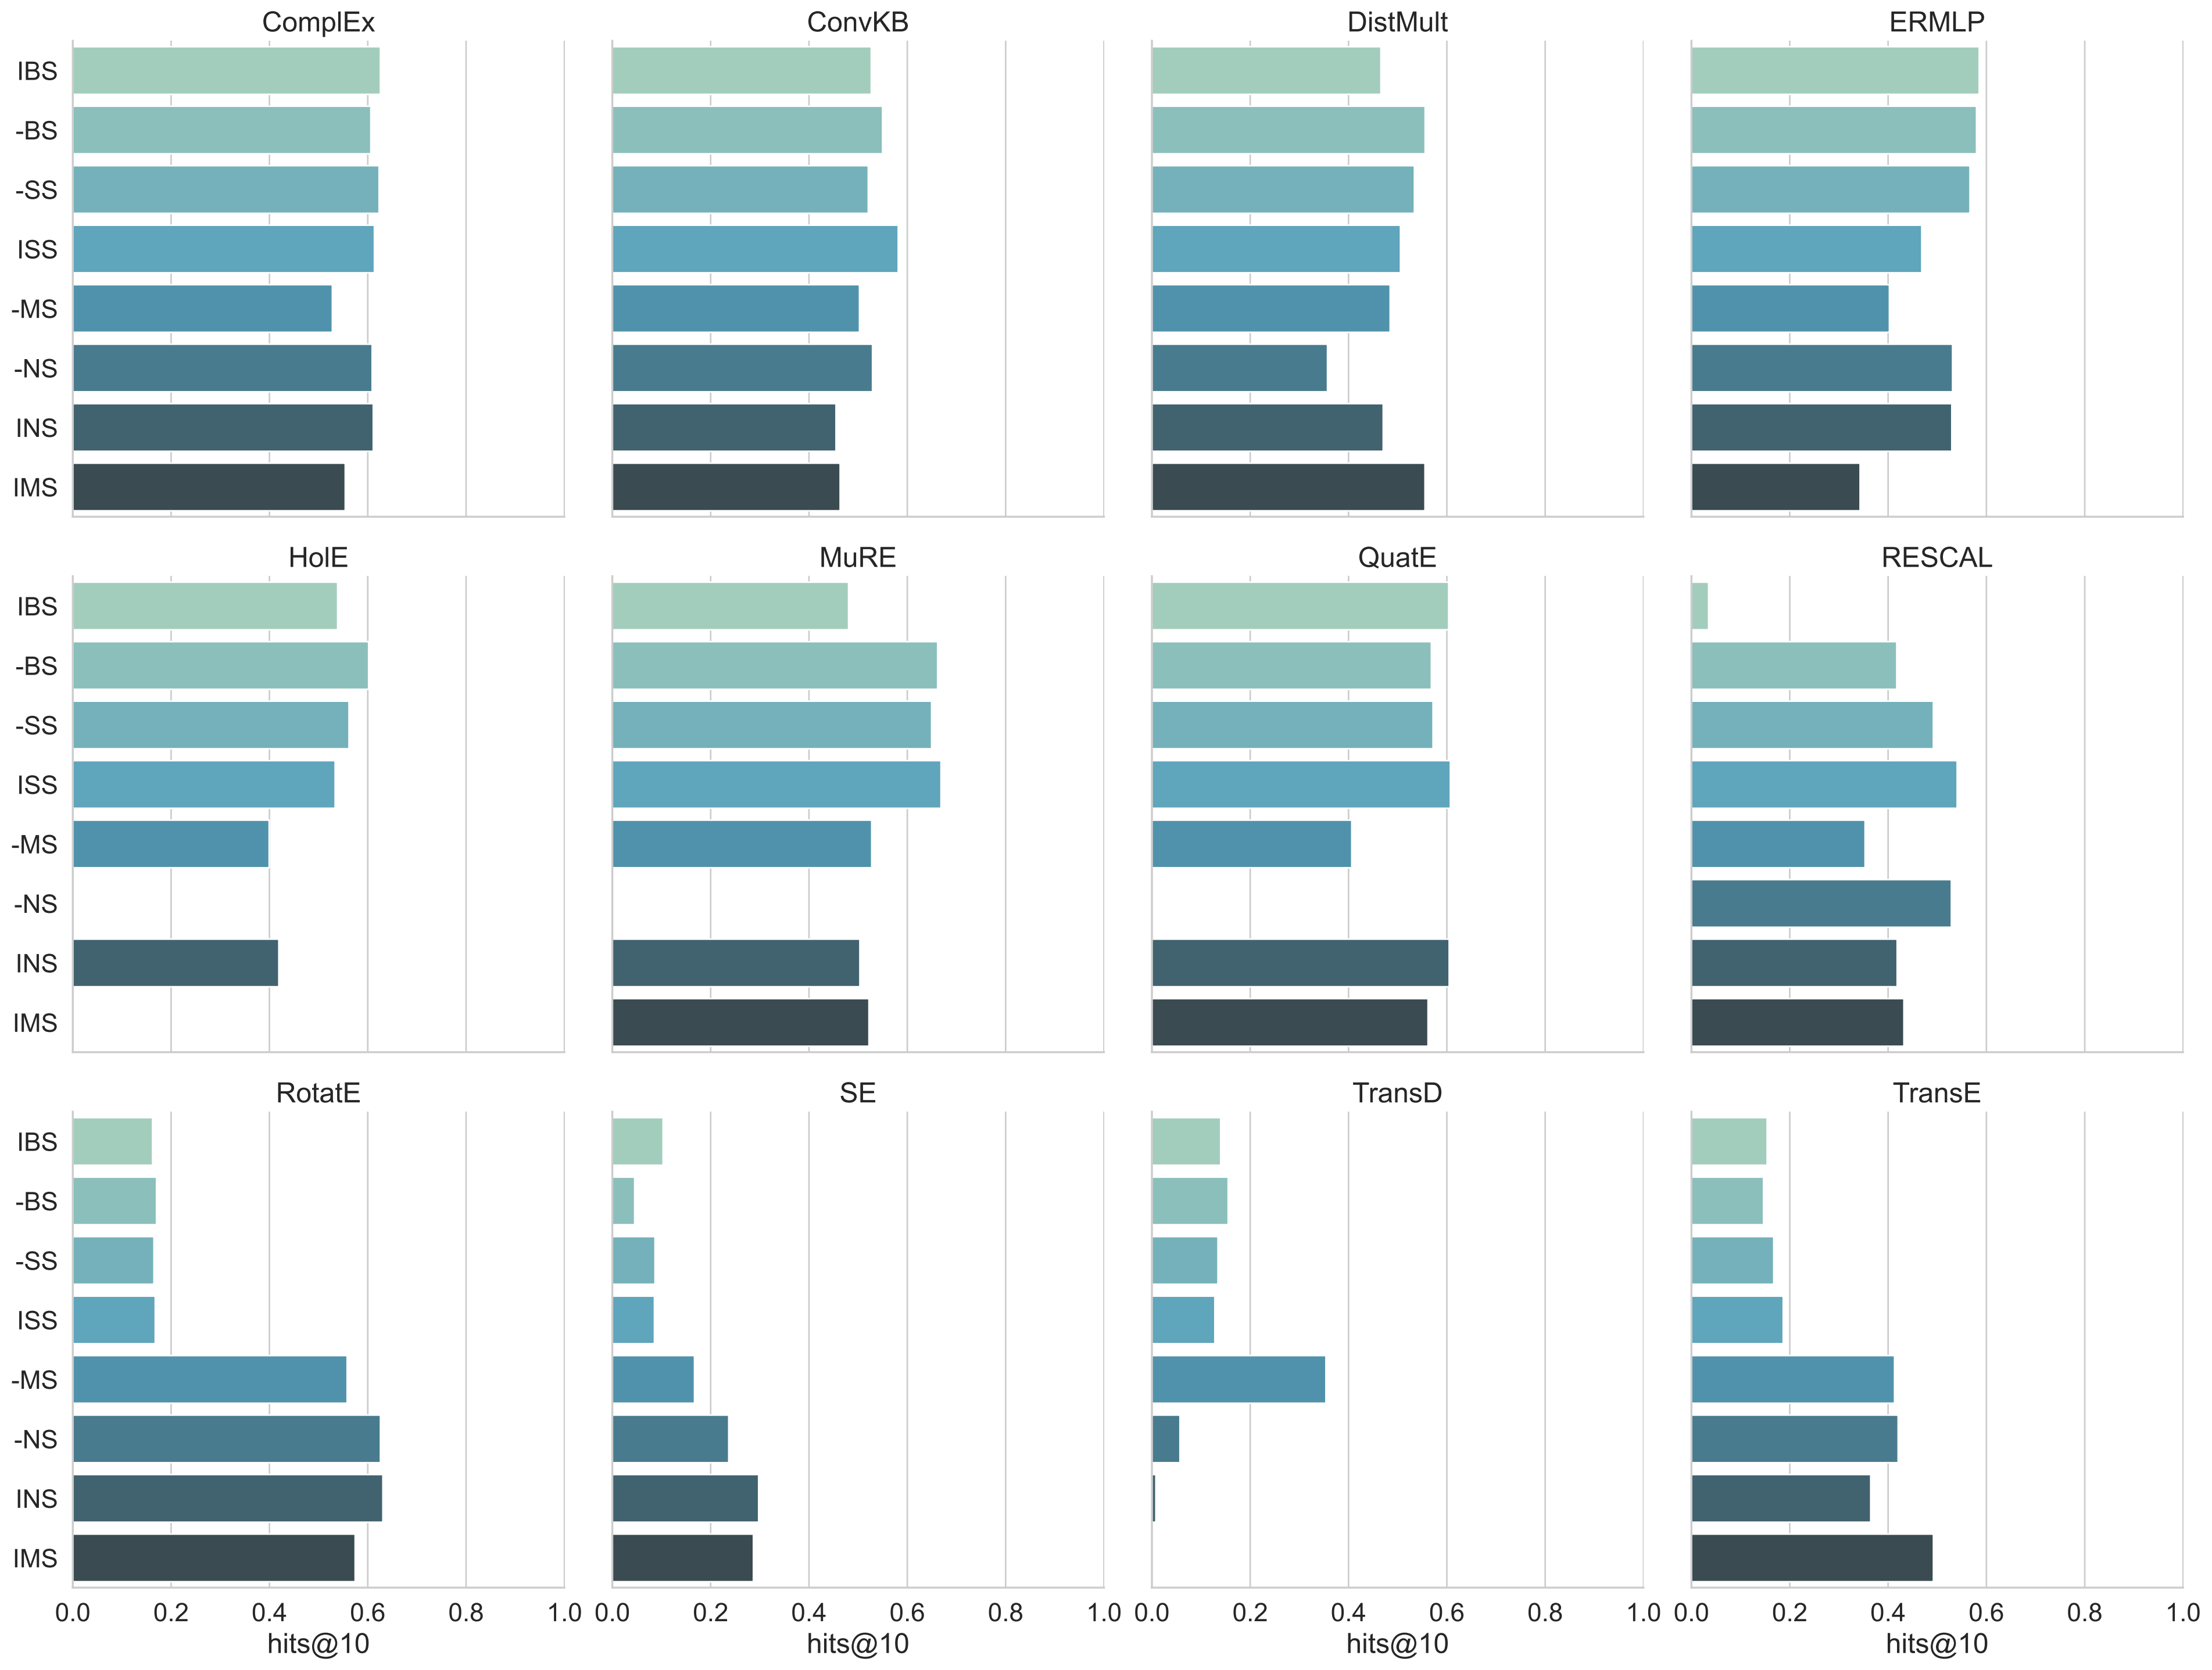 ComplEx ConvKB DistMult ERMLP
IBS
-BS
-SS
ISS
-MS
-NS
INS
IMS
HolE MuRE QuatE RESCAL
IBS
-BS
-SS
ISS
-MS
-NS
INS
IMS
RotatE SE TransD TransE
IBS
-BS
-SS
ISS
-MS
-NS
INS
IMS
0.0 0.2 0.4 0.6 0.8 1.0 0.0 0.2 0.4 0.6 0.8 1.0 0.0 0.2 0.4 0.6 0.8 1.0 0.0 0.2 0.4 0.6 0.8 1.0
hits@10 hits@10 hits@10 hits@10